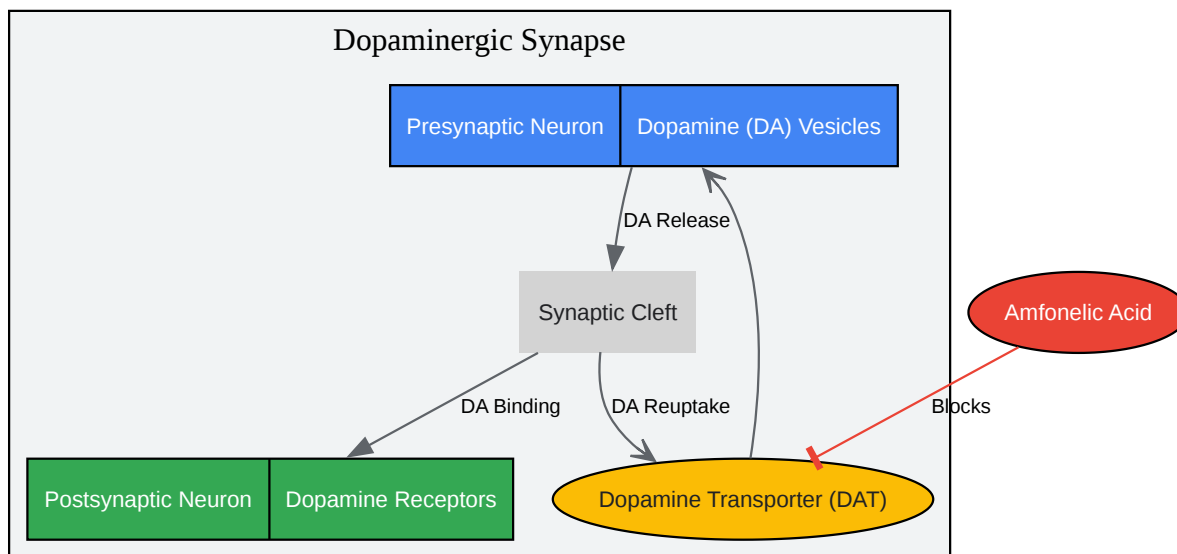 Dopaminergic Synapse
Presynaptic Neuron
Dopamine (DA) Vesicles
DA Release
Synaptic Cleft
Amfonelic Acid
DA Binding
DA Reuptake
Blocks
Postsynaptic Neuron
Dopamine Receptors
Dopamine Transporter (DAT)